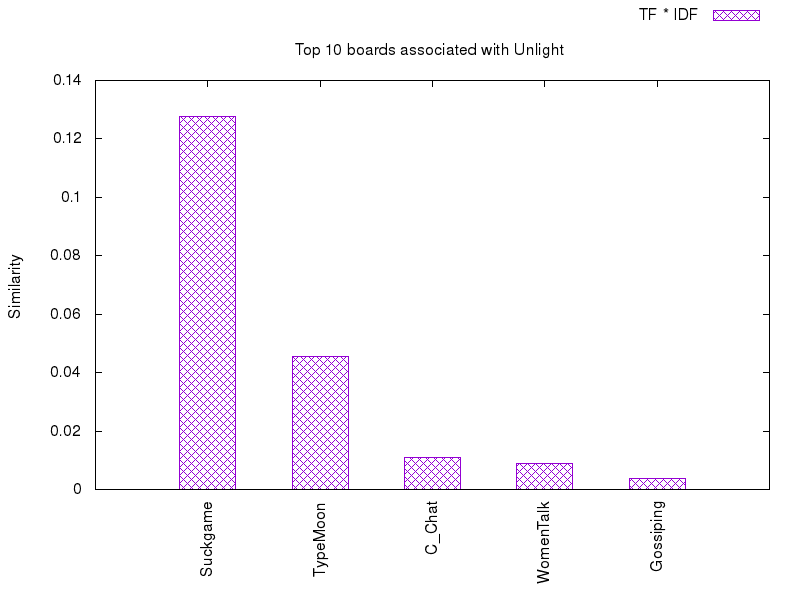 TF * IDF
Top 10 boards associated with Unlight
0.14
0.12
0.1
0.08
0.06
0.04
0.02
0
Similarity
Suckgame
TypeMoon
C_Chat
WomenTalk
Gossiping